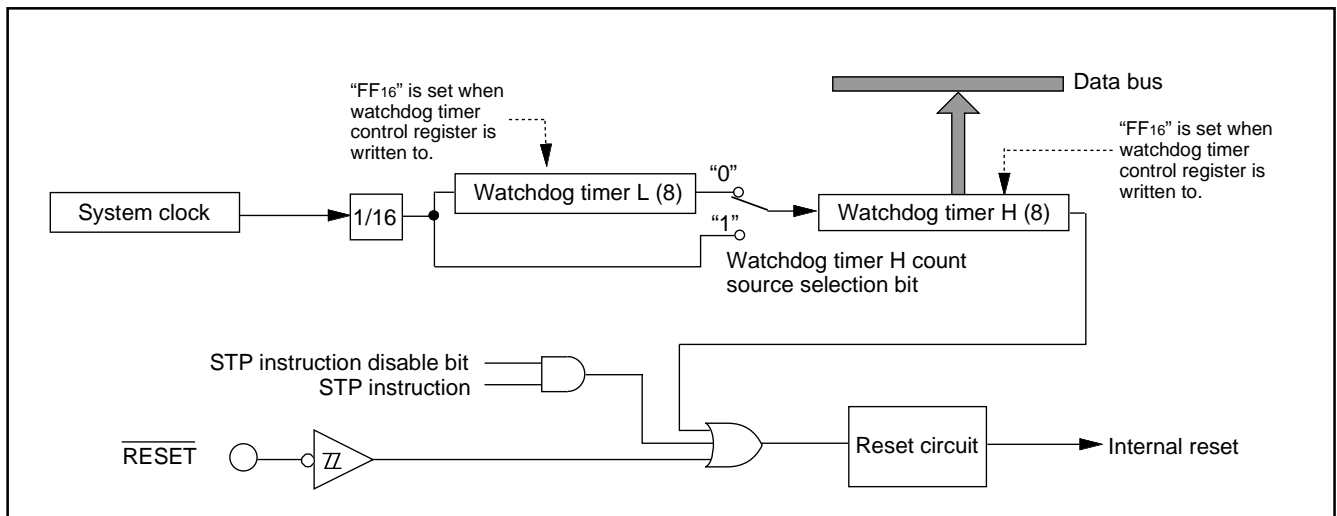 “FF16” is set when
watchdog timer
control register is
written to.
Data bus
“FF16” is set when
watchdog timer
control register is
written to.
System clock
1/16
Watchdog timer L (8)
“0”
“1”
Watchdog timer H (8)
Watchdog timer H count
source selection bit
STP instruction disable bit
STP instruction
RESET
Reset circuit
Internal reset